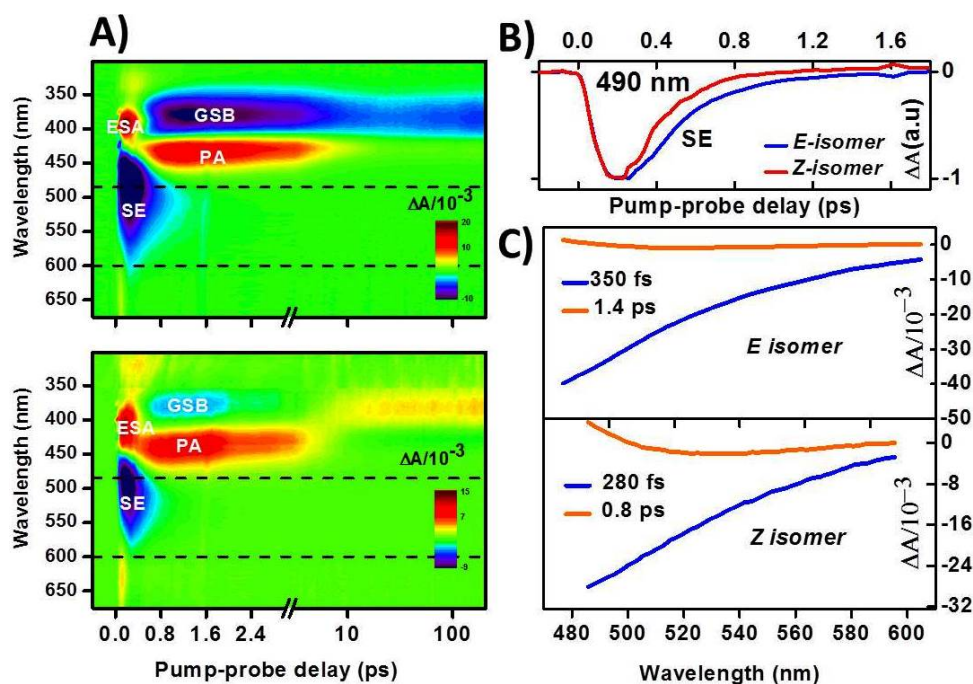 A)
350
400
450
500
550
600
650
Wavelength (nm)
ESA
GSB
PA
SE
ΔA/10⁻³
20
10
-10
350
400
450
500
550
600
650
Wavelength (nm)
ESA
GSB
PA
SE
ΔA/10⁻³
15
7
-9
0.0 0.8 1.6 2.4 10 100
Pump-probe delay (ps)
B)
0.0 0.4 0.8 1.2 1.6
490 nm
SE
E-isomer
Z-isomer
0
-1
ΔA(a.u)
Pump-probe delay (ps)
C)
350 fs
1.4 ps
E isomer
0
-10
-20
-30
-40
-50
ΔA/10⁻³
280 fs
0.8 ps
Z isomer
0
-8
-16
-24
-32
ΔA/10⁻³
480 500 520 540 560 580 600
Wavelength (nm)